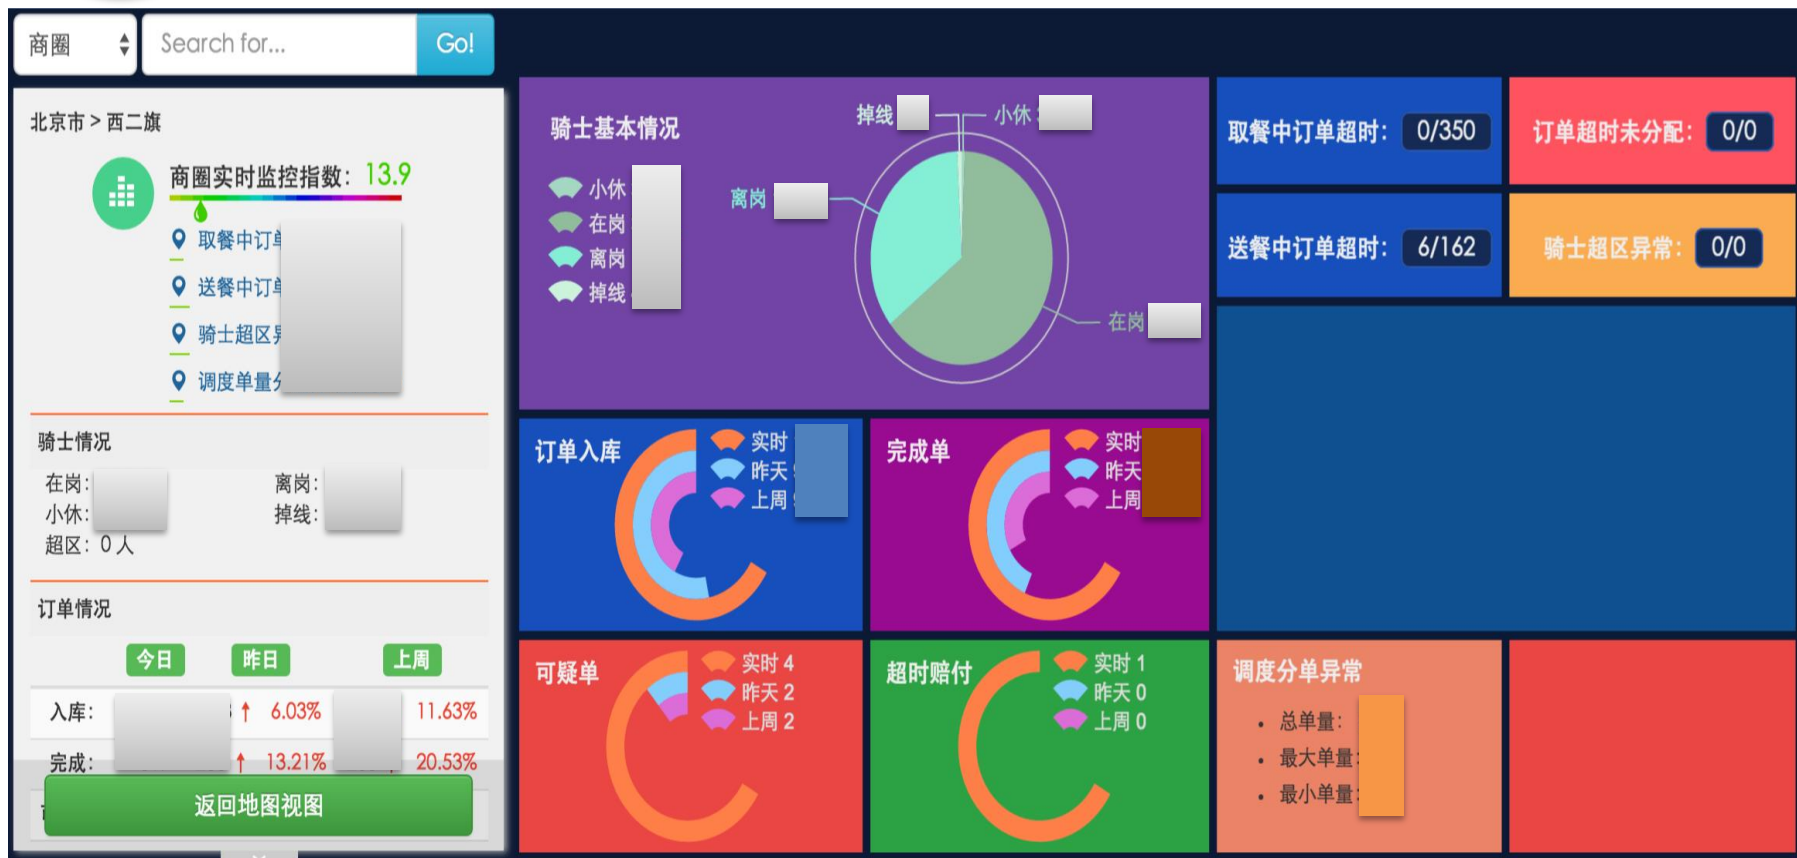 商圈
Search for...
Go!
北京市 > 西二旗
商圈实时监控指数: 13.9
取餐中订
送餐中订
骑士超区
调度单量
骑士情况
在岗:
离岗:
小休:
掉线:
超区: 0 人
订单情况
今日 昨日 上周
入库: ↑ 6.03% 11.63%
完成: ↑ 13.21% 20.53%
返回地图视图
骑士基本情况
小休
在岗
离岗
掉线
掉线
小休
离岗
在岗
取餐中订单超时: 0/350
订单超时未分配: 0/0
送餐中订单超时: 6/162
骑士超区异常: 0/0
订单入库
实时
昨天
上周
完成单
实时
昨天
上周
可疑单
实时 4
昨天 2
上周 2
超时赔付
实时 1
昨天 0
上周 0
调度分单异常
• 总单量:
• 最大单量:
• 最小单量: